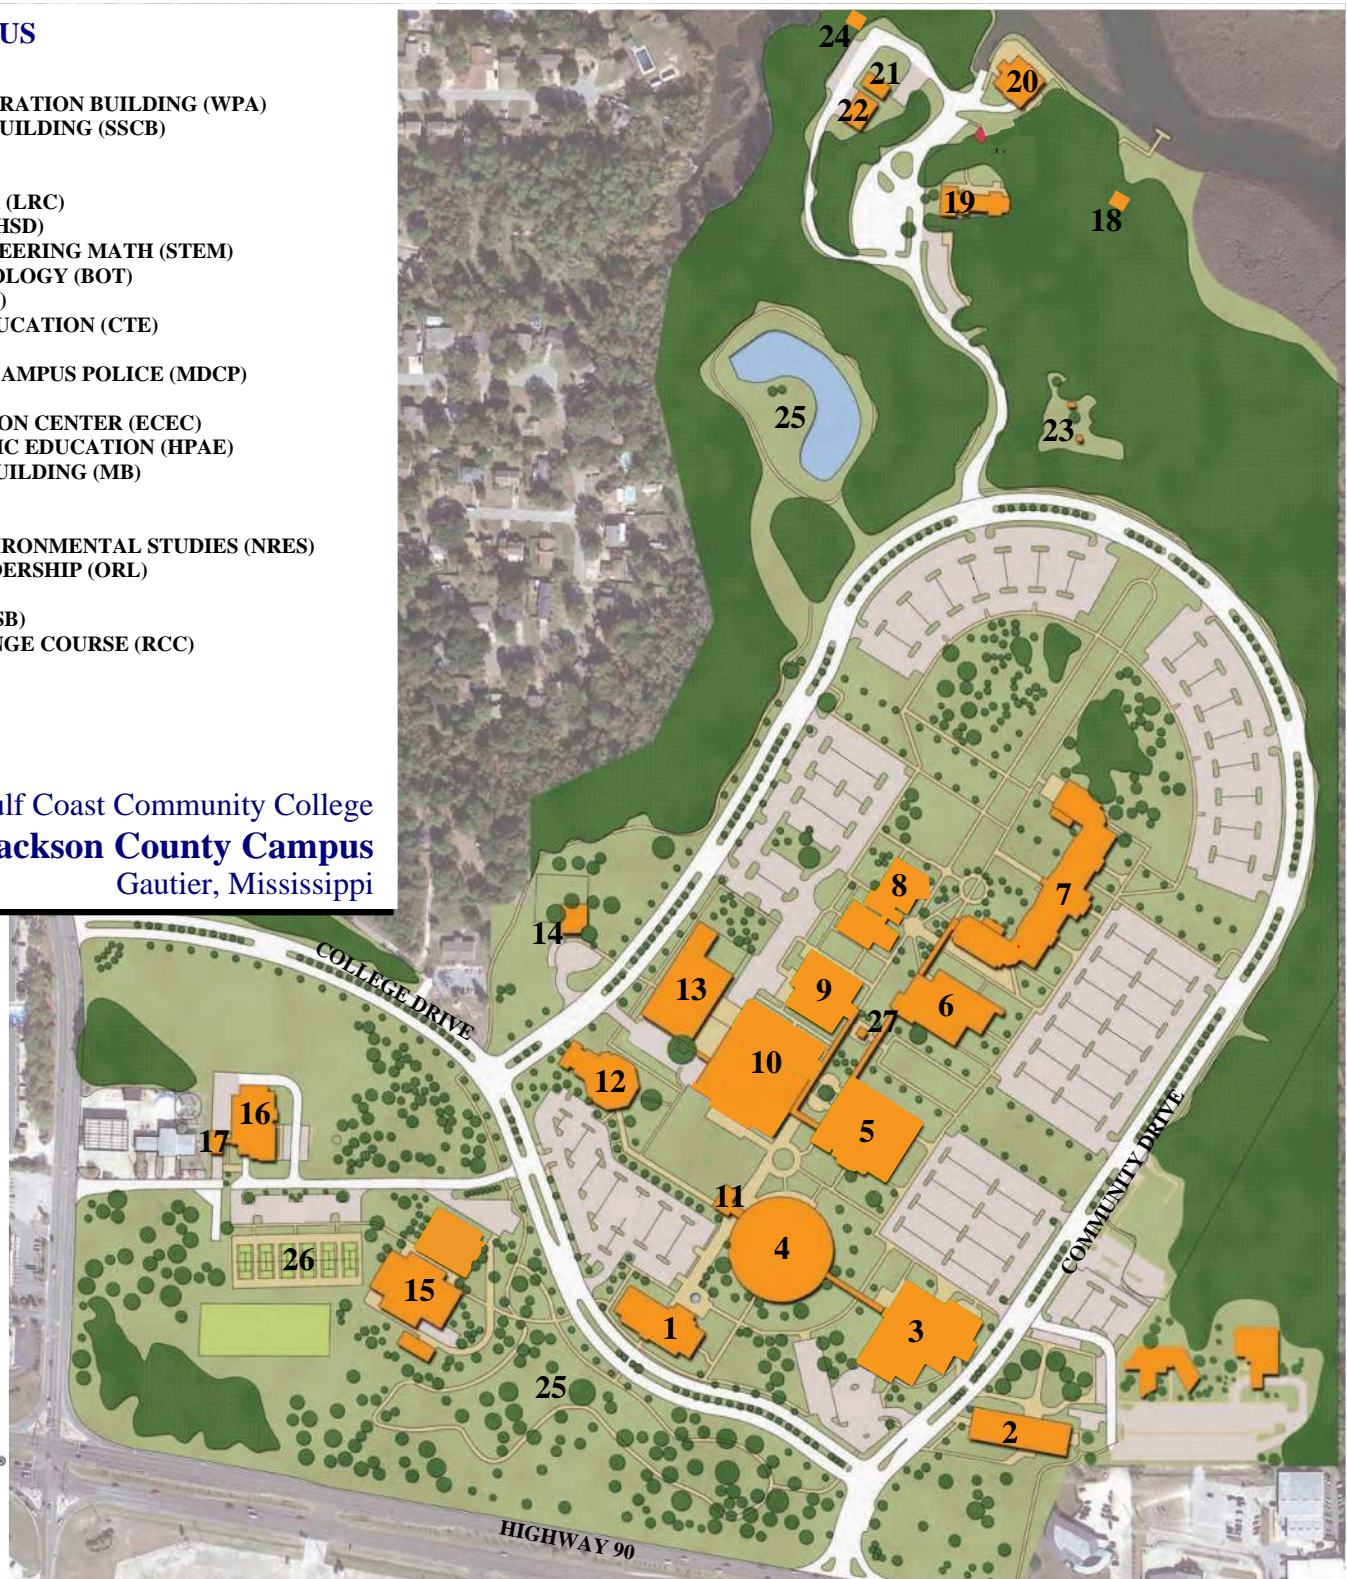 US
RATION BUILDING (WPA)
UILDING (SSCB)
(LRC)
HSD)
EERING MATH (STEM)
OLOGY (BOT)
)
UCATION (CTE)
AMPUS POLICE (MDCP)
ON CENTER (ECEC)
IC EDUCATION (HPAE)
UILDING (MB)
IRONMENTAL STUDIES (NRES)
DERSHIP (ORL)
SB)
NGE COURSE (RCC)
ulf Coast Community College
ackson County Campus
Gautier, Mississippi
24
21
20
22
19
18
25
23
8
7
14
13
9
6
27
COLLEGE DRIVE
10
12
16
17
5
COMMUNITY DRIVE
11
4
26
15
1
3
25
2
HIGHWAY 90